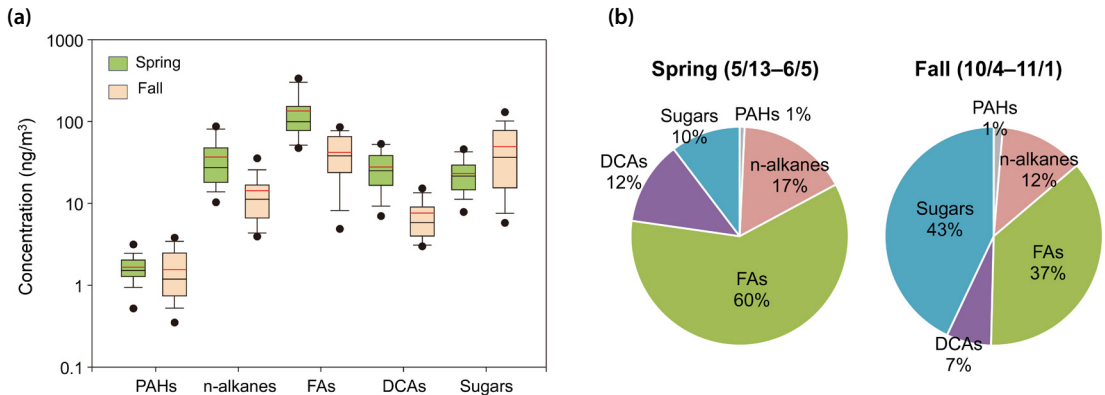 (a)
1000
100
10
1
0.1
Concentration (ng/m³)
Spring
Fall
PAHs
n-alkanes
FAs
DCAs
Sugars
(b)
Spring (5/13–6/5)
PAHs 1%
n-alkanes
17%
FAs
60%
DCAs
12%
Sugars
10%
Fall (10/4–11/1)
PAHs
1%
n-alkanes
12%
FAs
37%
DCAs
7%
Sugars
43%